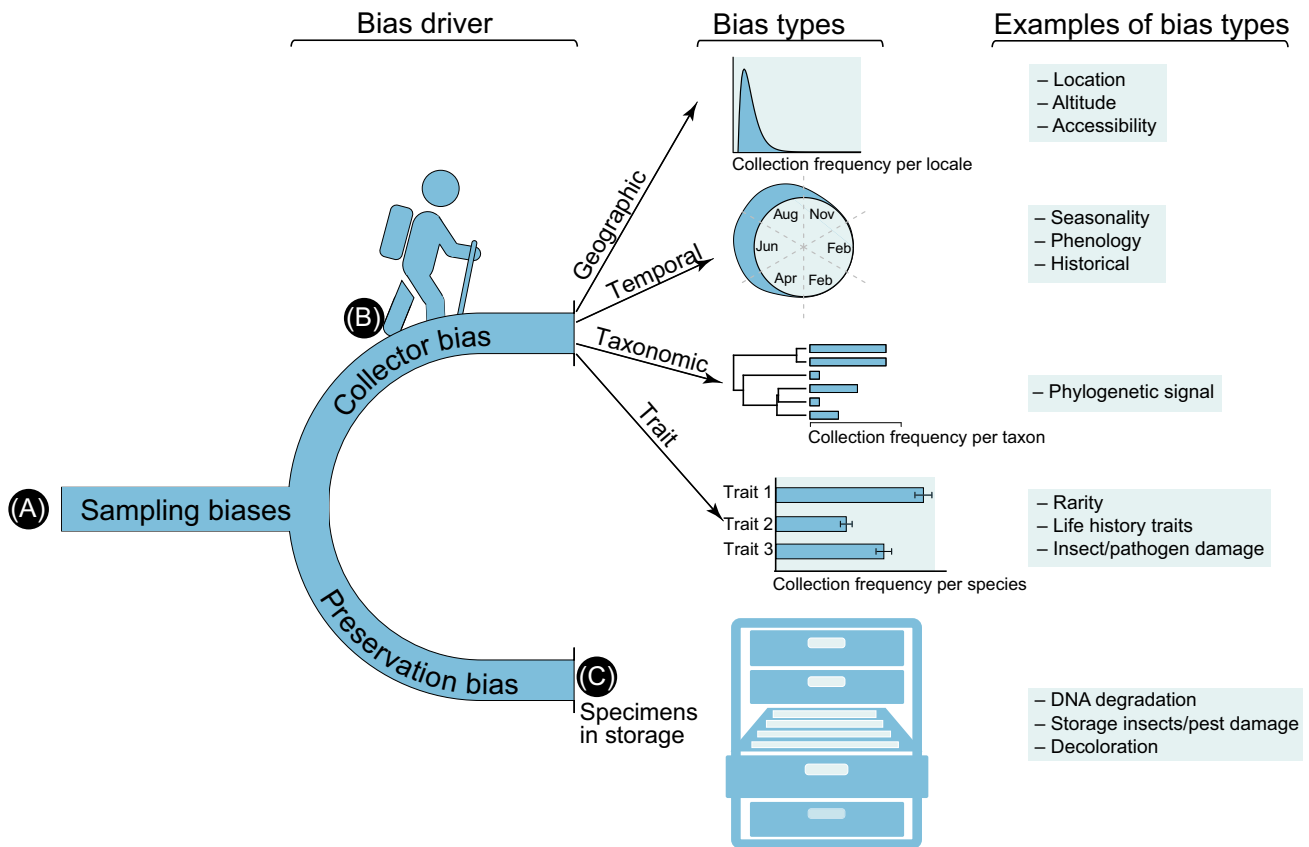 Bias driver
Bias types
Examples of bias types
– Location
– Altitude
– Accessibility
Collection frequency per locale
Geographic
Aug
Nov
Jun
Feb
Apr
Feb
– Seasonality
– Phenology
– Historical
Temporal
(B)
Collector bias
Taxonomic
Collection frequency per taxon
– Phylogenetic signal
Trait
(A)
Sampling biases
Trait 1
Trait 2
Trait 3
Collection frequency per species
– Rarity
– Life history traits
– Insect/pathogen damage
Preservation bias
(C)
Specimens
in storage
– DNA degradation
– Storage insects/pest damage
– Decoloration